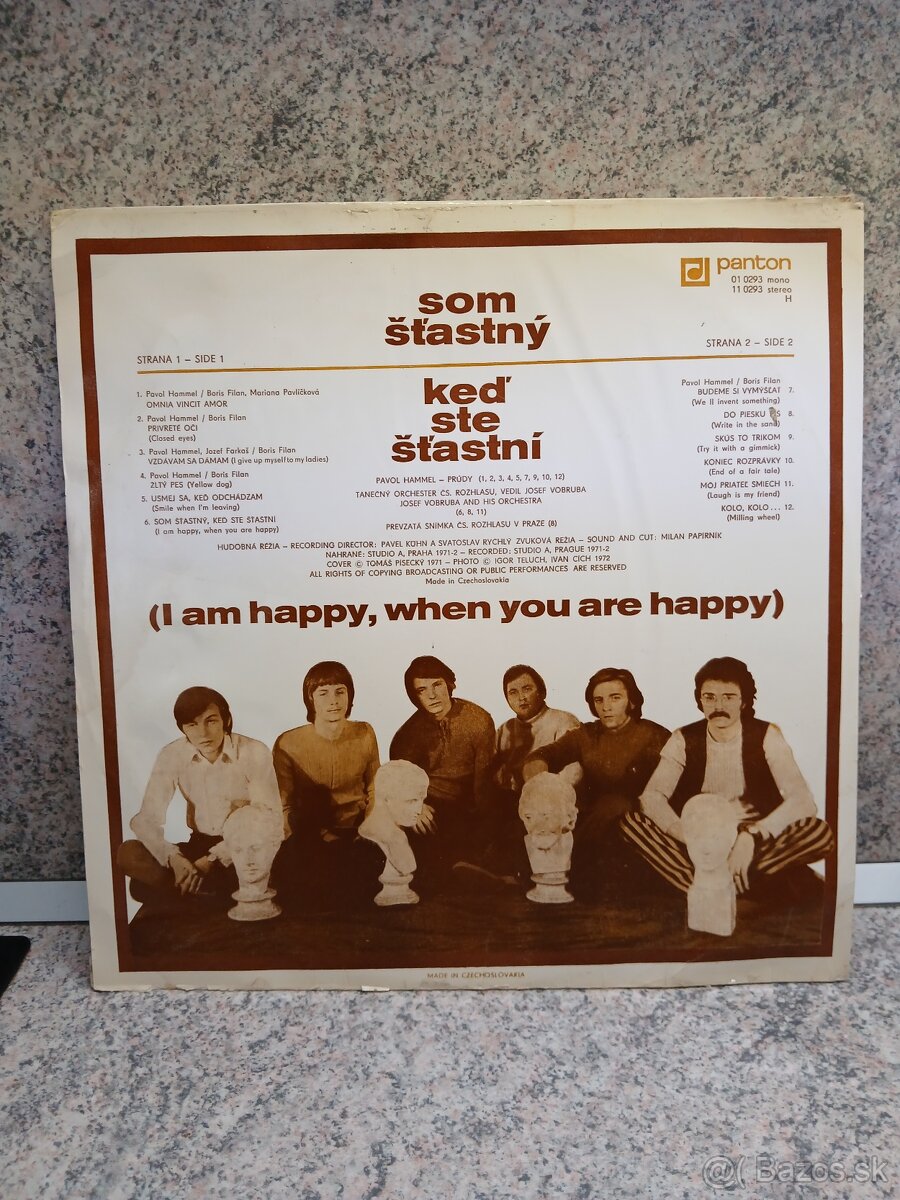 panton
01 0293 mono
11 0293 stereo
H
som
šťastný
STRANA 1 – SIDE 1
STRANA 2 – SIDE 2
keď
ste
šťastní
1. Pavol Hammel / Boris Filan, Mariana Pavlíčková
OMNIA VINCIT AMOR
2. Pavol Hammel / Boris Filan
PRIVRETE OČI
(Closed eyes)
3. Pavol Hammel, Jozef Farkaš / Boris Filan
VZDÁVAM SA DÁMAM (I give up myself to my ladies)
4. Pavol Hammel / Boris Filan
ZLTÝ PES (Yellow dog)
5. USMEJ SA, KEĎ ODCHÁDZAM
(Smile when I'm leaving)
6. SOM ŠŤASTNÝ, KEĎ STE ŠŤASTNÍ
(I am happy, when you are happy)
Pavol Hammel / Boris Filan
BUDEME SI VYMÝŠĽAŤ 7.
(We ll invent something)
DO PIESKU PÍŠ 8.
(Write in the sand)
SKÚS TO TRIKOM 9.
(Try it with a gimmick)
KONIEC ROZPRÁVKY 10.
(End of a fair tale)
MÔJ PRIATEĽ SMIECH 11.
(Laugh is my friend)
KOLO, KOLO... 12.
(Milling wheel)
PAVOL HAMMEL – PRÚDY (1, 2, 3, 4, 5, 7, 9, 10, 12)
TANEČNÝ ORCHESTER ČS. ROZHLASU, VEDIL JOSEF VOBRUBA
JOSEF VOBRUBA AND HIS ORCHESTRA
(6, 8, 11)
PREVZATÁ SNÍMKA ČS. ROZHLASU V PRAZE (8)
HUDOBNÁ RÉŽIA – RECORDING DIRECTOR: PAVEL KÜHN A SVATOSLAV RYCHLÝ ZVUKOVÁ RÉŽIA – SOUND AND CUT: MILAN PAPÍRNÍK
NAHRANÉ: STUDIO A, PRAHA 1971-2 – RECORDED: STUDIO A, PRAGUE 1971-2
COVER © TOMÁŠ PÍSECKÝ 1971 – PHOTO © IGOR TELUCH, IVAN CÍCH 1972
ALL RIGHTS OF COPYING BROADCASTING OR PUBLIC PERFORMANCES ARE RESERVED
Made in Czechoslovakia
(I am happy, when you are happy)
MADE IN CZECHOSLOVAKIA
@( Bazos.sk